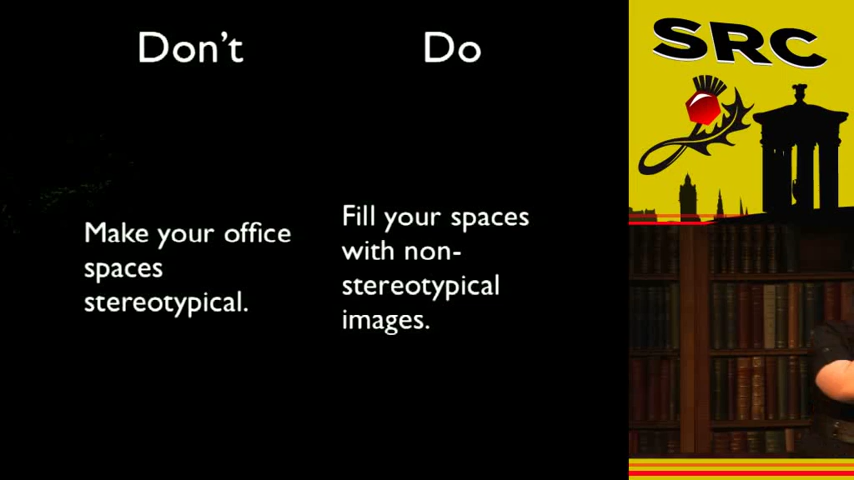 Don't
Do
Make your office
spaces
stereotypical.
Fill your spaces
with non-
stereotypical
images.
SRC